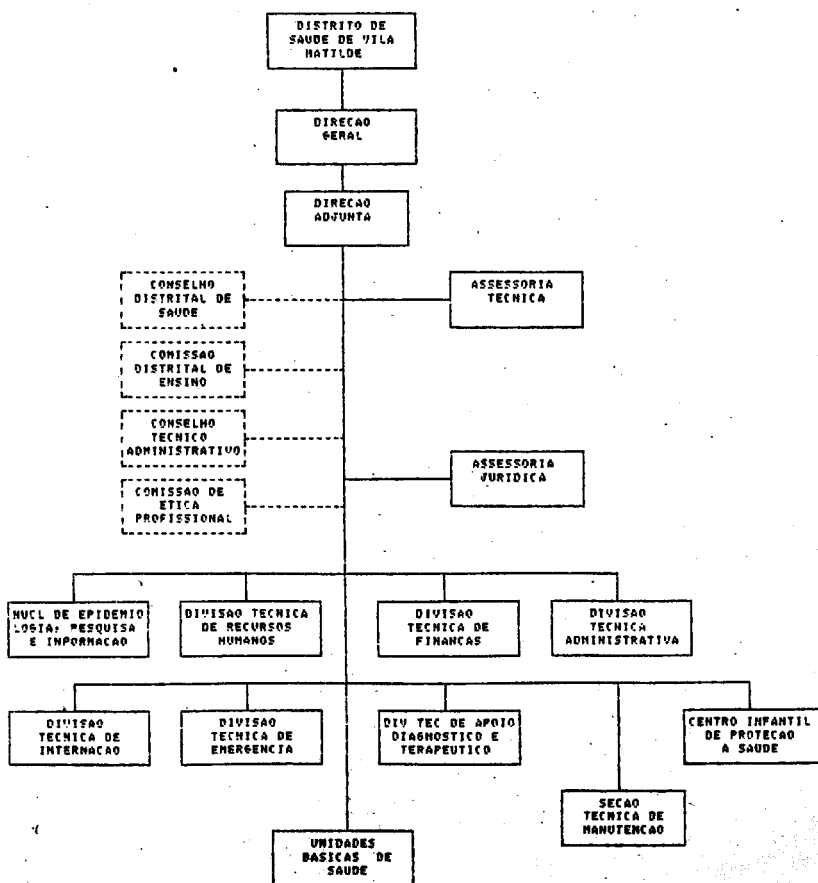 DISTRITO DE
SAUDE DE VILA
MATILDE
DIRECAO
GERAL
DIRECAO
ADJUNTA
CONSELHO
DISTRITAL DE
SAUDE
ASSESSORIA
TECNICA
COMISSAO
DISTRITAL DE
ENSINO
CONSELHO
TECNICO
ADMINISTRATIVO
ASSESSORIA
JURIDICA
COMISSAO DE
ETICA
PROFISSIONAL
NUCL DE EPIDEMIO
LOGIA, PESQUISA
E INFORMACAO
DIVISAO TECNICA
DE RECURSOS
HUMANOS
DIVISAO
TECNICA DE
FINANCAS
DIVISAO
TECNICA
ADMINISTRATIVA
DIVISAO
TECNICA DE
INTERNACAO
DIVISAO
TECNICA DE
EMERGENCIA
DIV TEC DE APOIO
DIAGNOSTICO E
TERAPEUTICO
CENTRO INFANTIL
DE PROTECAO
A SAUDE
SECAO
TECNICA DE
MANUTENCAO
UNIDADES
BASICAS DE
SAUDE